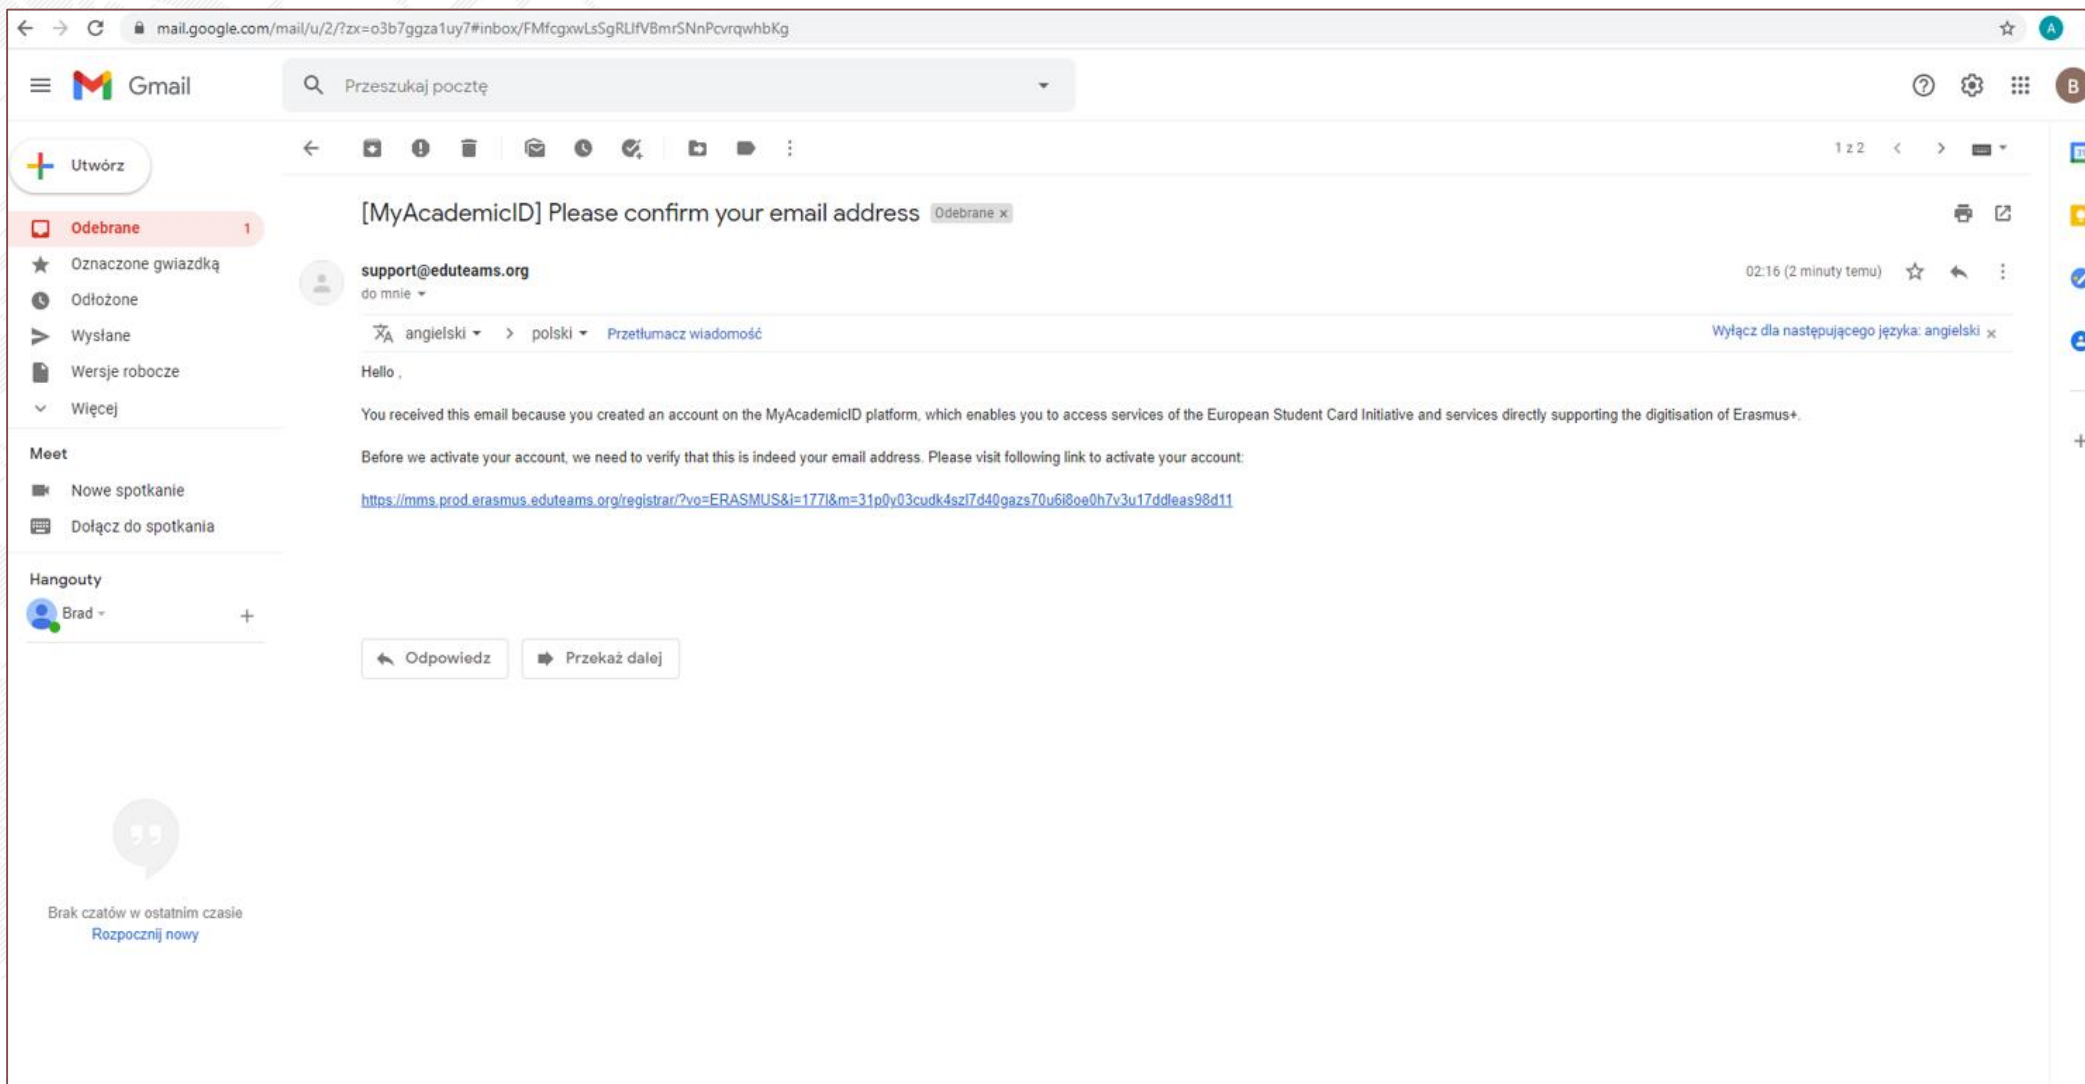 mail.google.com/mail/u/2/?zx=o3b7ggza1uy7#inbox/FMfcgxwLsSgRLlfVBmrSNnPcvrqwhbKg
A
Gmail
Przeszukaj pocztę
B
Utwórz
1 z 2
[MyAcademicID] Please confirm your email address Odebrane x
Odebrane 1
Oznaczone gwiazdką
Odłożone
Wysłane
Wersje robocze
Więcej
support@eduteams.org
02:16 (2 minuty temu)
do mnie
angielski > polski Przetłumacz wiadomość
Wyłącz dla następującego języka: angielski x
Hello ,
You received this email because you created an account on the MyAcademicID platform, which enables you to access services of the European Student Card Initiative and services directly supporting the digitisation of Erasmus+.
Before we activate your account, we need to verify that this is indeed your email address. Please visit following link to activate your account:
https://mms.prod.erasmus.eduteams.org/registrar/?vo=ERASMUS&i=177l&m=31p0y03cudk4szl7d40gazs70u6i8oe0h7v3u17ddleas98d11
Meet
Nowe spotkanie
Dołącz do spotkania
Hangouty
Brad
Odpowiedz
Przekaż dalej
Brak czatów w ostatnim czasie
Rozpocznij nowy